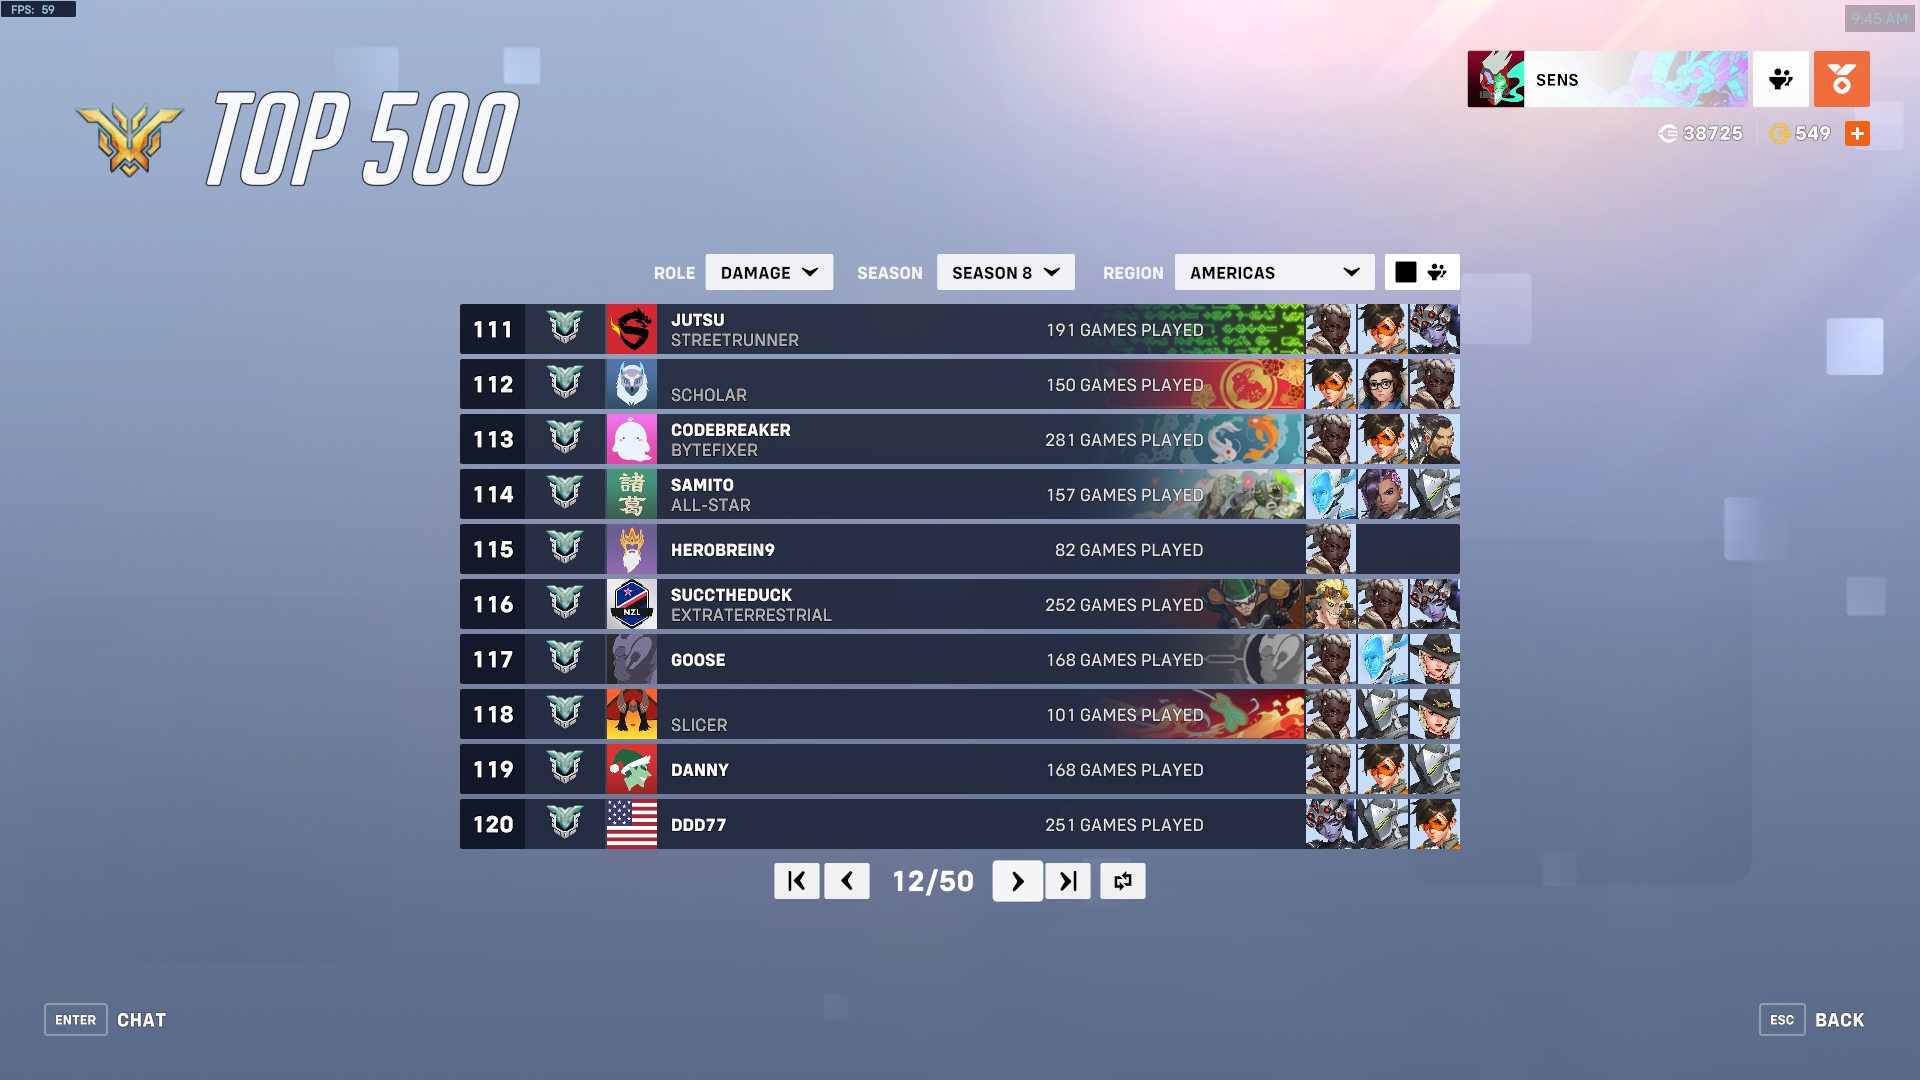 FPS: 59
9:45 AM
TOP 500
SENS
38725
549
ROLE DAMAGE SEASON SEASON 8 REGION AMERICAS
111 JUTSU 191 GAMES PLAYED
STREETRUNNER
112 150 GAMES PLAYED
SCHOLAR
113 CODEBREAKER 281 GAMES PLAYED
BYTEFIXER
114 諸葛 SAMITO 157 GAMES PLAYED
ALL-STAR
115 HEROBREIN9 82 GAMES PLAYED
116 NZL SUCCTHEDUCK 252 GAMES PLAYED
EXTRATERRESTRIAL
117 GOOSE 168 GAMES PLAYED
118 101 GAMES PLAYED
SLICER
119 DANNY 168 GAMES PLAYED
120 DDD77 251 GAMES PLAYED
12/50
ENTER CHAT
ESC BACK